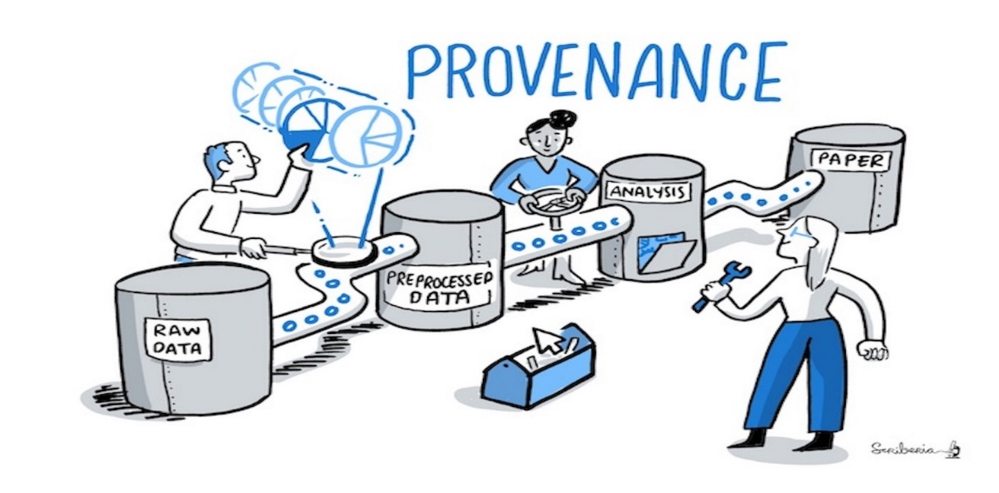 PROVENANCE
RAW
DATA
PREPROCESSED
DATA
ANALYSIS
PAPER
Scriberia